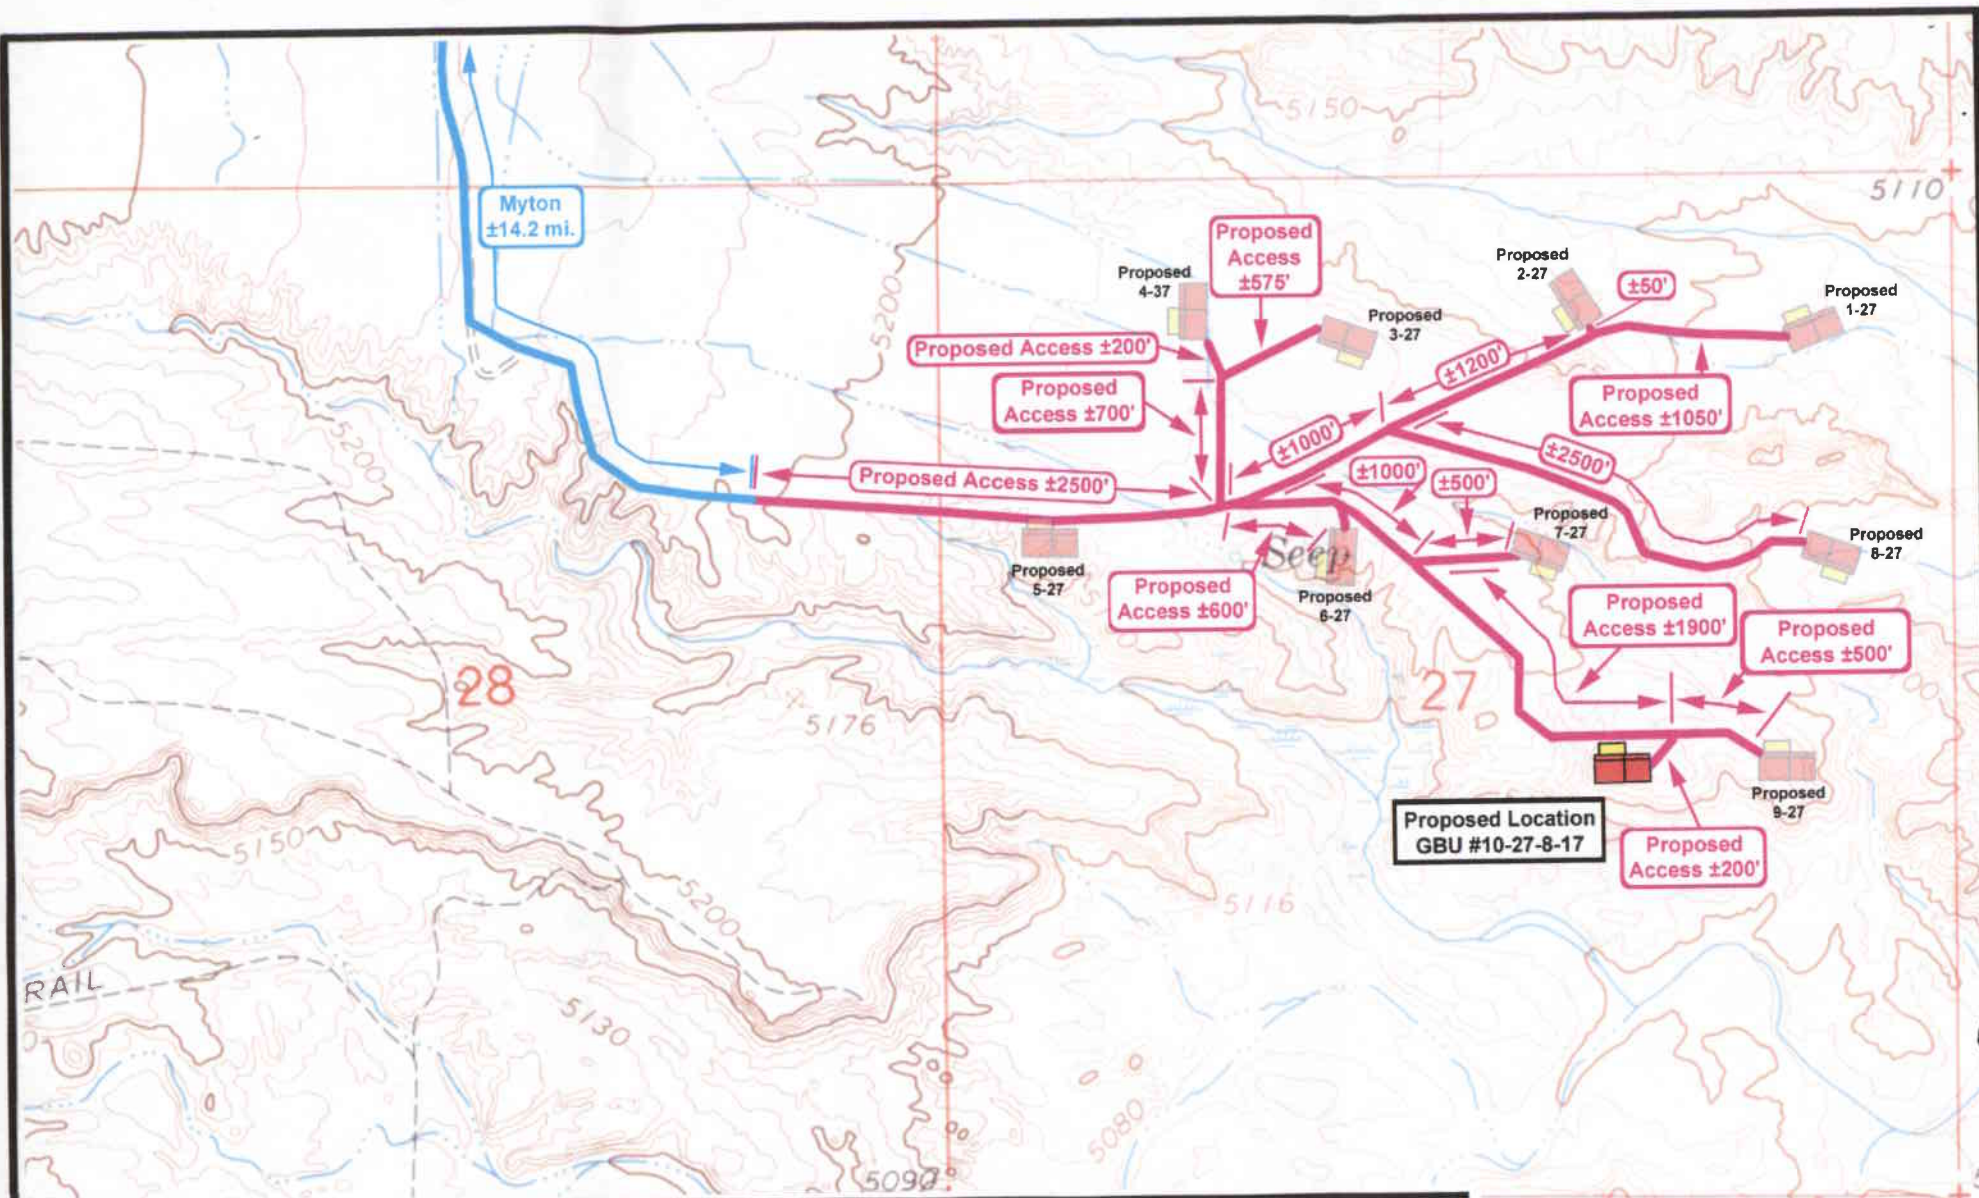 5150
5110
Myton
±14.2 mi.
Proposed
Access
±575'
Proposed
4-37
Proposed
2-27
±50'
Proposed
1-27
5200
Proposed
3-27
Proposed Access ±200'
±1200'
Proposed
Access ±700'
Proposed
Access ±1050'
5200
±1000'
±2500'
Proposed Access ±2500'
±1000'
±500'
Proposed
7-27
Proposed
8-27
Seep
Proposed
5-27
Proposed
Access ±600'
Proposed
6-27
Proposed
Access ±1900'
Proposed
Access ±500'
28
27
5176
Proposed
9-27
Proposed Location
GBU #10-27-8-17
Proposed
Access ±200'
5150
5200
5116
RAIL
5130
5080